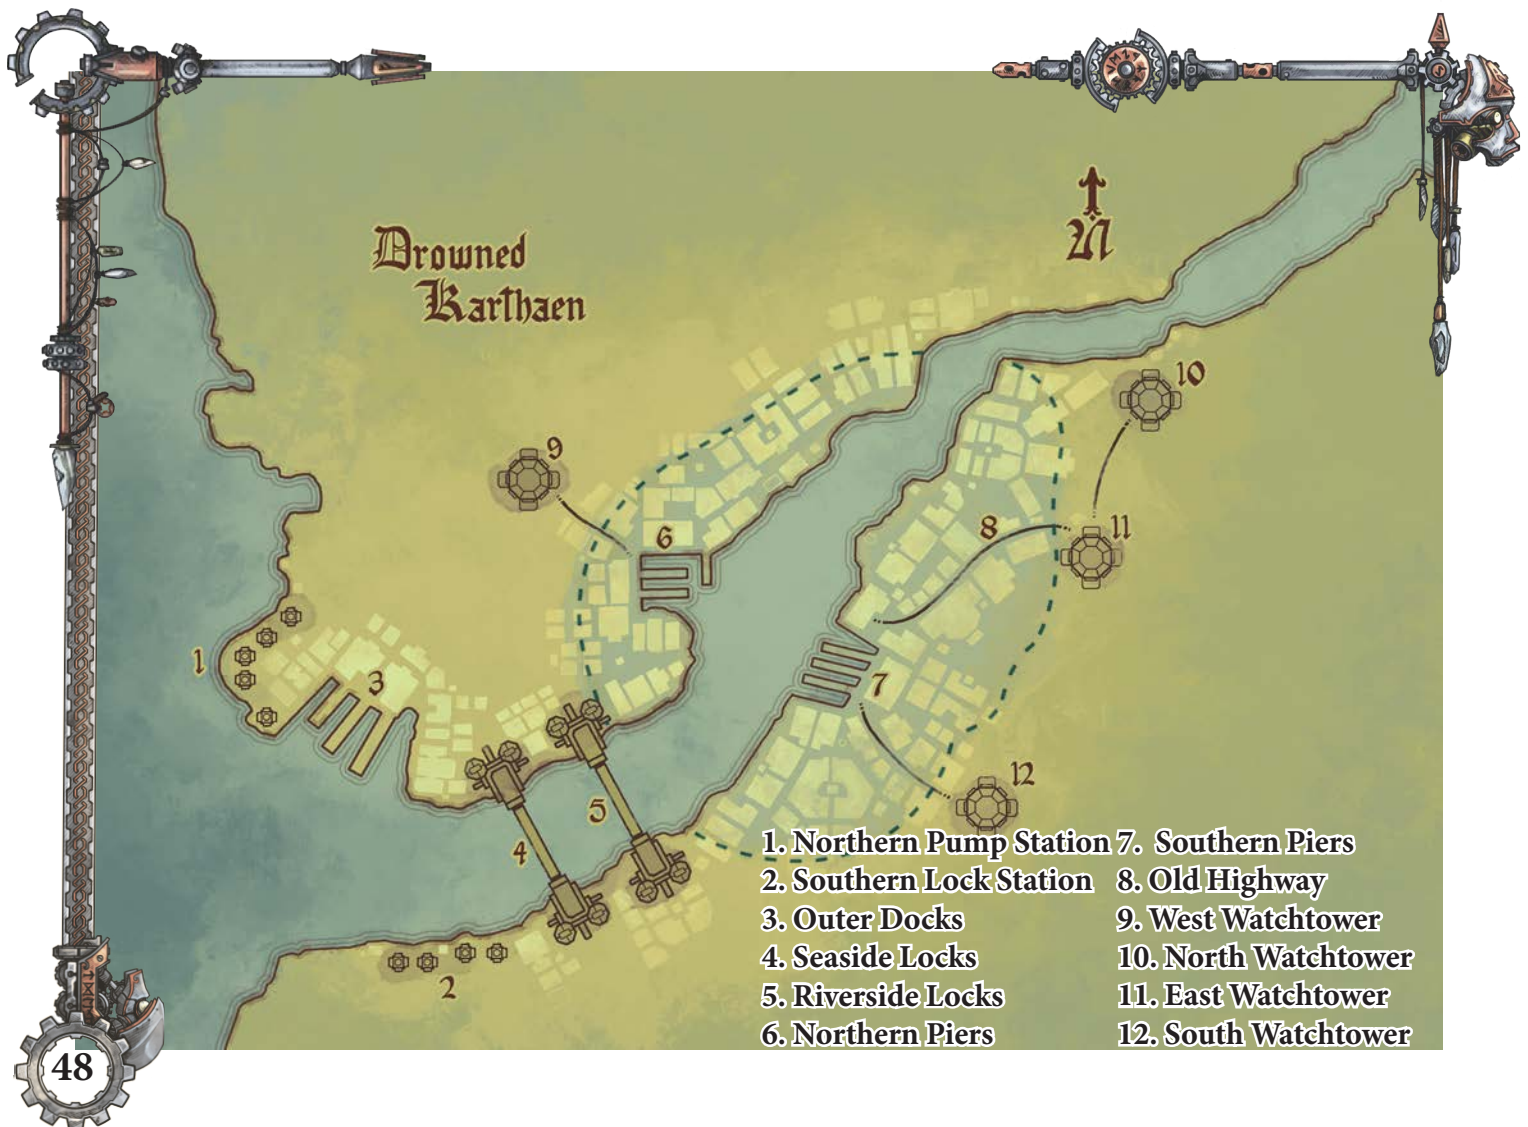 Drowned
Karthaen
N
10
9
11
8
6
1
3
7
12
5
4
2
1. Northern Pump Station
2. Southern Lock Station
3. Outer Docks
4. Seaside Locks
5. Riverside Locks
6. Northern Piers
7. Southern Piers
8. Old Highway
9. West Watchtower
10. North Watchtower
11. East Watchtower
12. South Watchtower
48